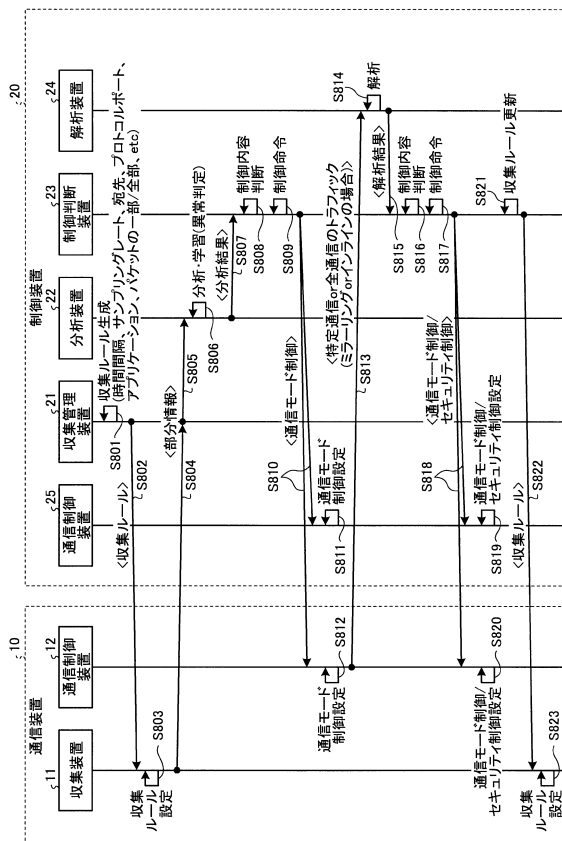 10
通信装置
20
制御装置
11
収集装置
12
通信制御
装置
25
通信制御装置
21
収集管理
装置
22
分析装置
23
制御判断
装置
24
解析装置
収集ルール生成
(時間間隔、サンプリングレート、宛先、プロトコルポート、
アプリケーション、パケットの一部/全部、etc)
S801
<収集ルール>
S802
収集
ルール
設定
S803
<部分情報>
S804
S805
分析・学習(異常判定)
S806
<分析結果>
S807
制御内容
判断
S808
制御命令
S809
<通信モード制御>
S810
通信モード
制御設定
S811
通信モード
制御設定
S812
<特定通信or全通信のトラフィック
(ミラーリングorインラインの場合)>
S813
S814
解析
<解析結果>
S815
制御内容
判断
S816
制御命令
S817
<通信モード制御/
セキュリティ制御>
S818
通信モード制御/
セキュリティ制御設定
S819
通信モード制御/
セキュリティ制御設定
S820
S821
収集ルール更新
<収集ルール>
S822
収集
ルール
設定
S823